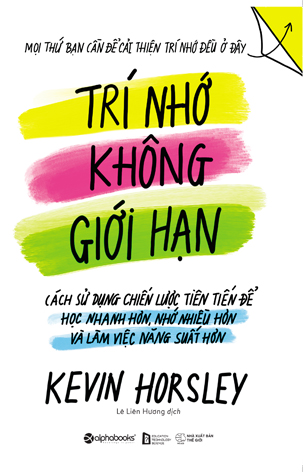 MỌI THỨ BẠN CẦN ĐỂ CẢI THIỆN TRÍ NHỚ ĐỀU Ở ĐÂY
TRÍ NHỚ
KHÔNG
GIỚI HẠN
CÁCH SỬ DỤNG CHIẾN LƯỢC TIÊN TIẾN ĐỂ
HỌC NHANH HƠN, NHỚ NHIỀU HƠN
VÀ LÀM VIỆC NĂNG SUẤT HƠN
KEVIN HORSLEY
Lê Liên Hương dịch
alphabooks
NHÀ XUẤT BẢN
THẾ GIỚI